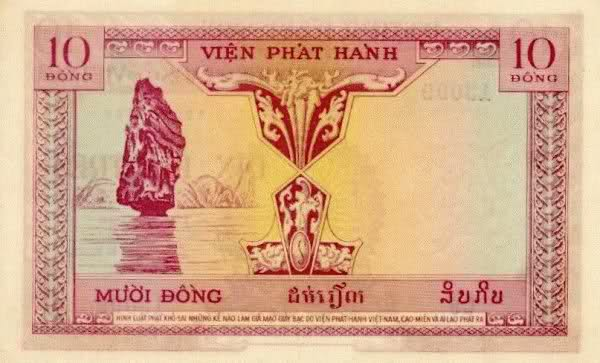 10 VIỆN PHÁT HÀNH 10
ĐỒNG ĐỒNG
MƯỜI ĐỒNG ដប់រៀល ສິບກີບ
HÌNH LUẬT PHẠT KHỔ-SAI NHỮNG KẺ NÀO LÀM GIẢ MẠO GIẤY BẠC DO VIỆN PHÁT-HÀNH VIỆT-NAM, CAO-MIÊN VÀ AI-LAO PHÁT RA